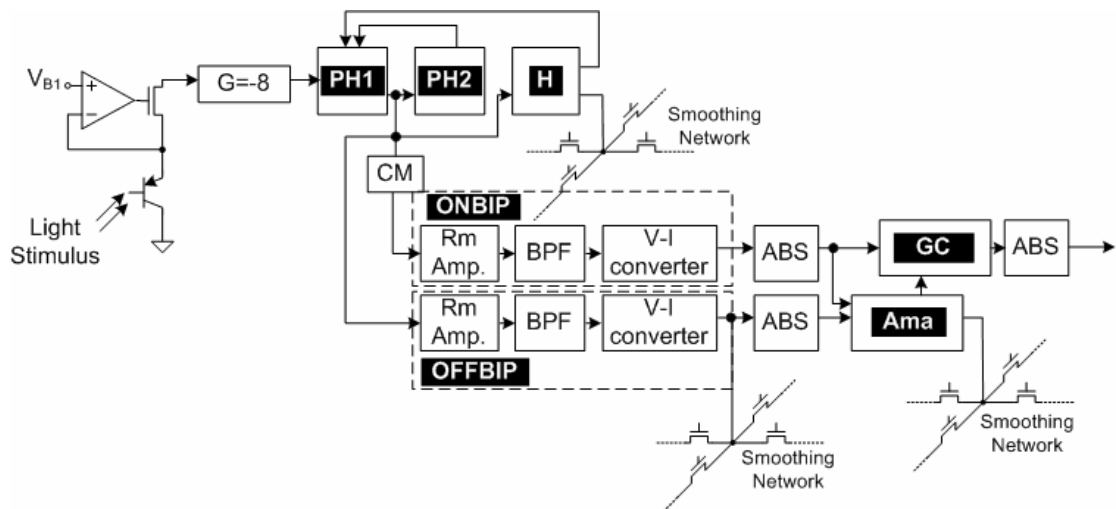 V_B1
+
−
G=-8
PH1
PH2
H
Smoothing
Network
CM
Light
Stimulus
ONBIP
Rm
Amp.
BPF
V-I
converter
ABS
GC
ABS
Rm
Amp.
BPF
V-I
converter
ABS
Ama
OFFBIP
Smoothing
Network
Smoothing
Network